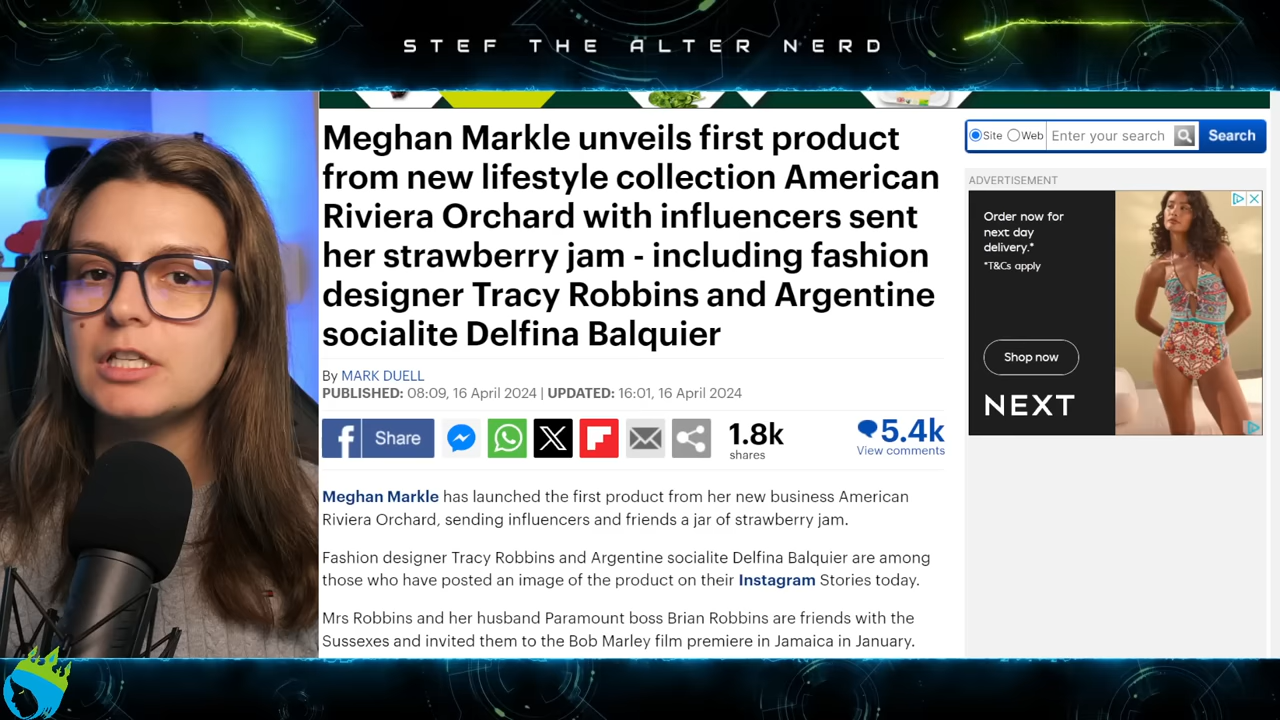 STEF THE ALTER NERD
Meghan Markle unveils first product
from new lifestyle collection American
Riviera Orchard with influencers sent
her strawberry jam - including fashion
designer Tracy Robbins and Argentine
socialite Delfina Balquier
By MARK DUELL
PUBLISHED: 08:09, 16 April 2024 | UPDATED: 16:01, 16 April 2024
f Share
1.8k
shares
5.4k
View comments
Meghan Markle has launched the first product from her new business American
Riviera Orchard, sending influencers and friends a jar of strawberry jam.
Fashion designer Tracy Robbins and Argentine socialite Delfina Balquier are among
those who have posted an image of the product on their Instagram Stories today.
Mrs Robbins and her husband Paramount boss Brian Robbins are friends with the
Sussexes and invited them to the Bob Marley film premiere in Jamaica in January.
Site Web Enter your search Search
ADVERTISEMENT
Order now for
next day
delivery.*
*T&Cs apply
Shop now
NEXT